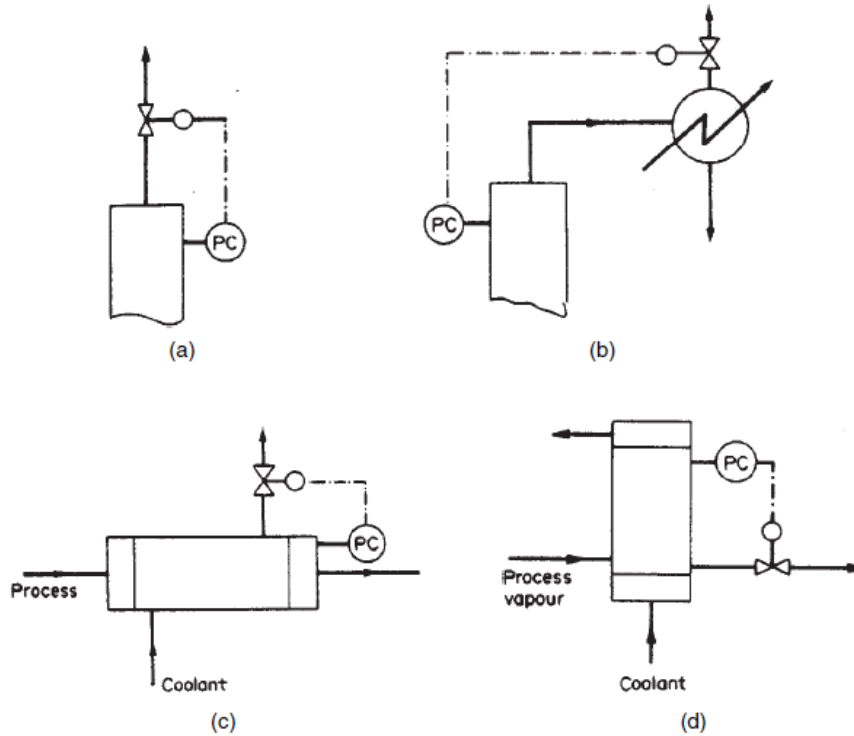 PC
(a)
PC
(b)
PC
Process
Coolant
(c)
PC
Process
vapour
Coolant
(d)